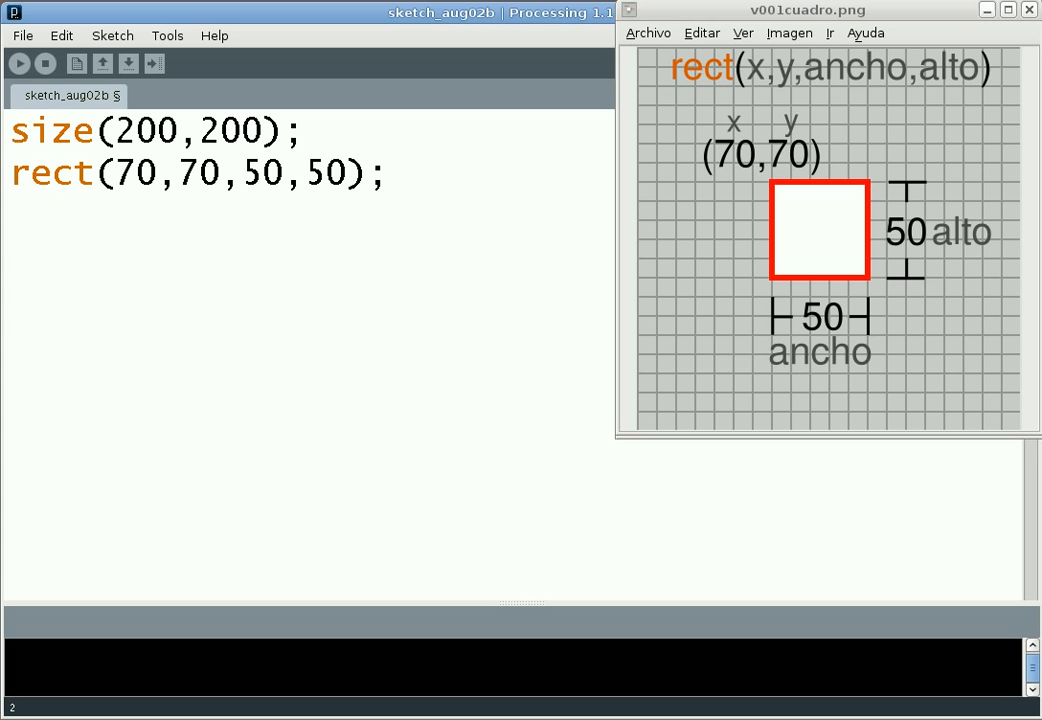 sketch_aug02b | Processing 1.1
File Edit Sketch Tools Help
sketch_aug02b §
size(200,200);
rect(70,70,50,50);
2
v001cuadro.png
Archivo Editar Ver Imagen Ir Ayuda
rect(x,y,ancho,alto)
x y
(70,70)
50 alto
50
ancho